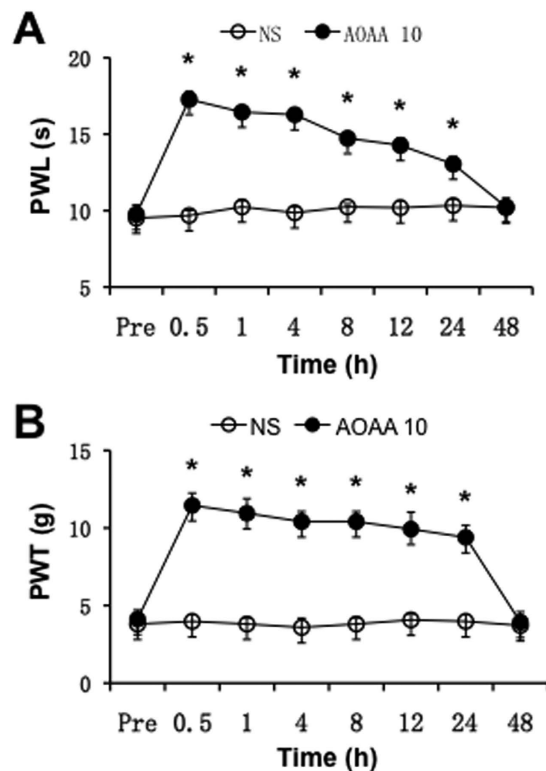 A
NS AOAA 10
* * * * * *
20
15
10
5
PWL (s)
Pre 0.5 1 4 8 12 24 48
Time (h)
B
NS AOAA 10
* * * * * *
15
10
5
0
PWT (g)
Pre 0.5 1 4 8 12 24 48
Time (h)